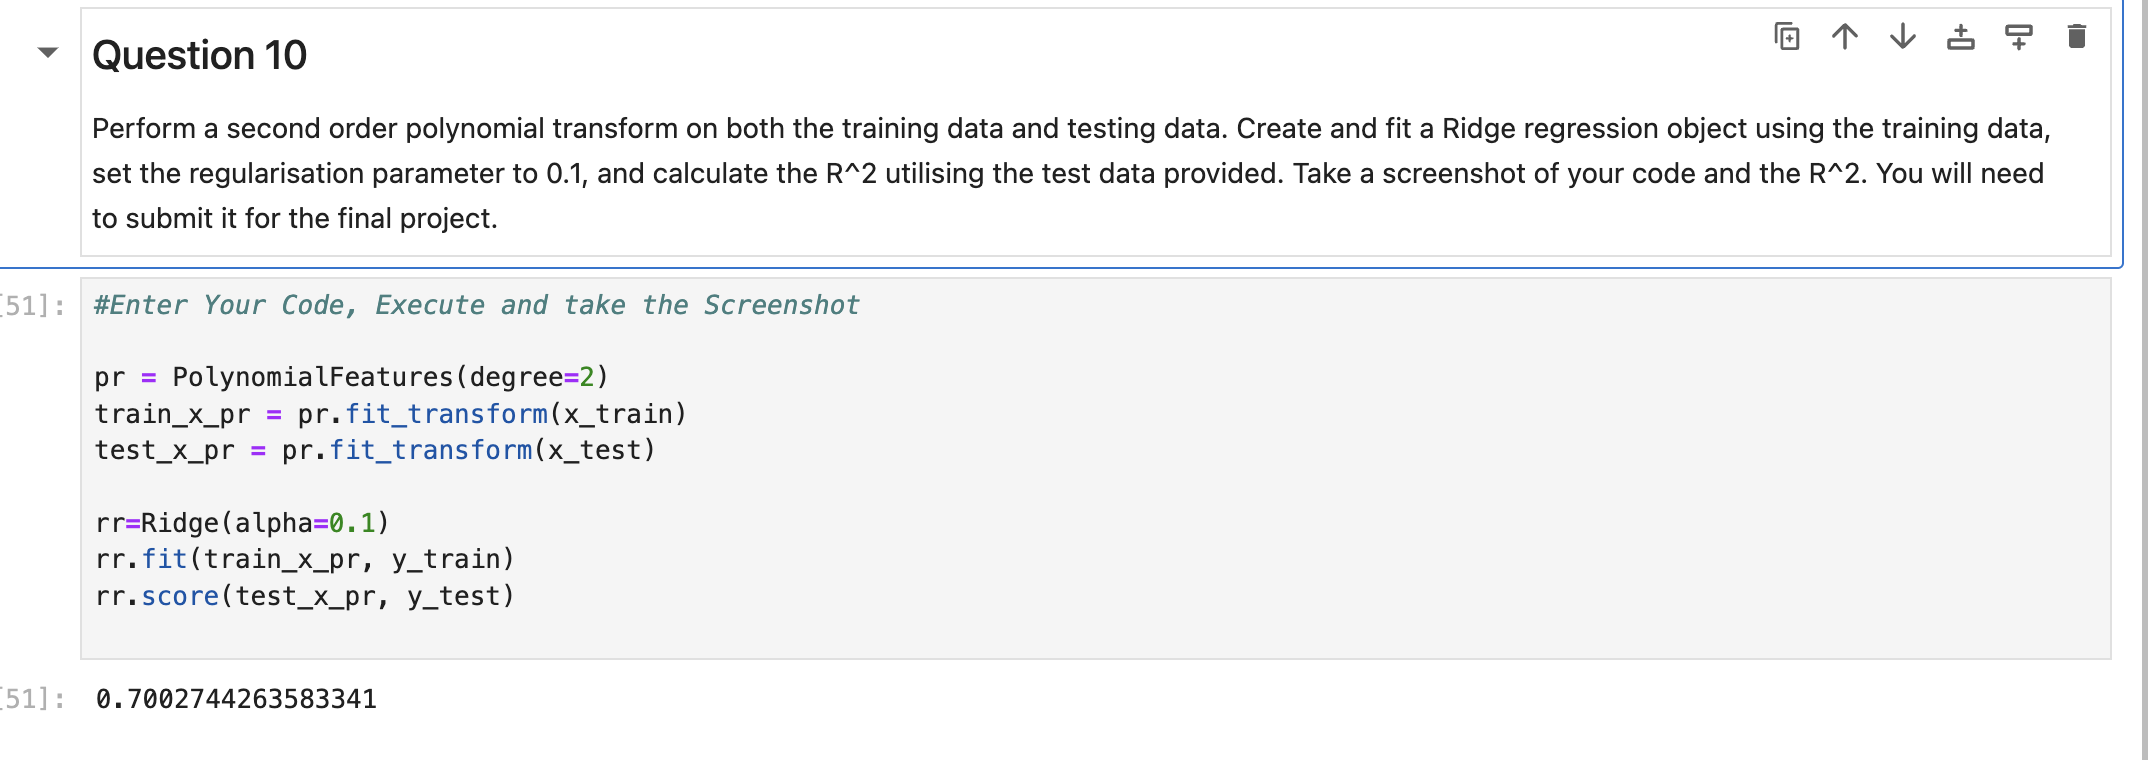 Question 10
Perform a second order polynomial transform on both the training data and testing data. Create and fit a Ridge regression object using the training data,
set the regularisation parameter to 0.1, and calculate the R^2 utilising the test data provided. Take a screenshot of your code and the R^2. You will need
to submit it for the final project.
[51]: #Enter Your Code, Execute and take the Screenshot
pr = PolynomialFeatures(degree=2)
train_x_pr = pr.fit_transform(x_train)
test_x_pr = pr.fit_transform(x_test)
rr=Ridge(alpha=0.1)
rr.fit(train_x_pr, y_train)
rr.score(test_x_pr, y_test)
[51]: 0.7002744263583341